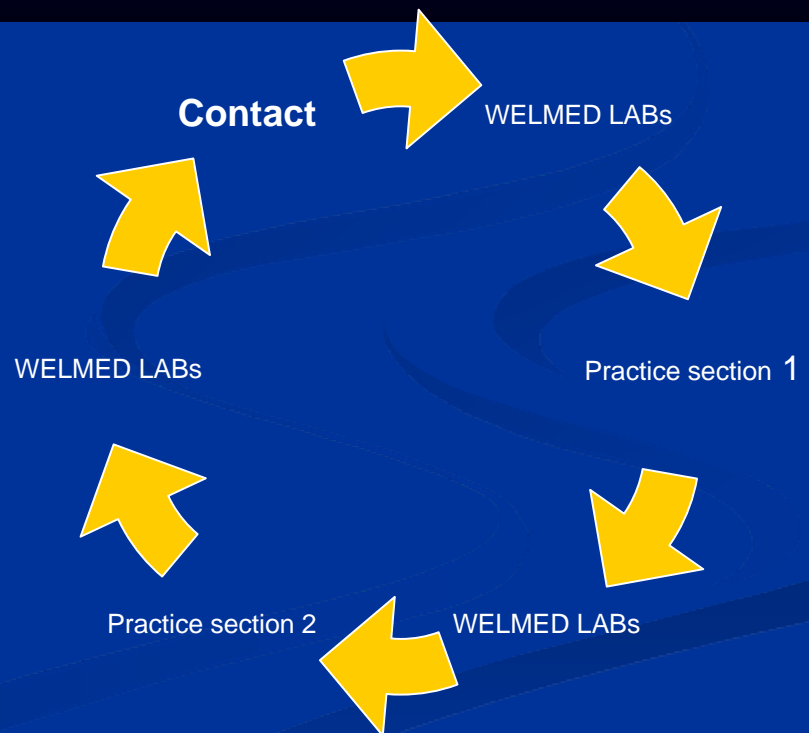 Contact
WELMED LABs
Practice section 1
WELMED LABs
Practice section 2
WELMED LABs